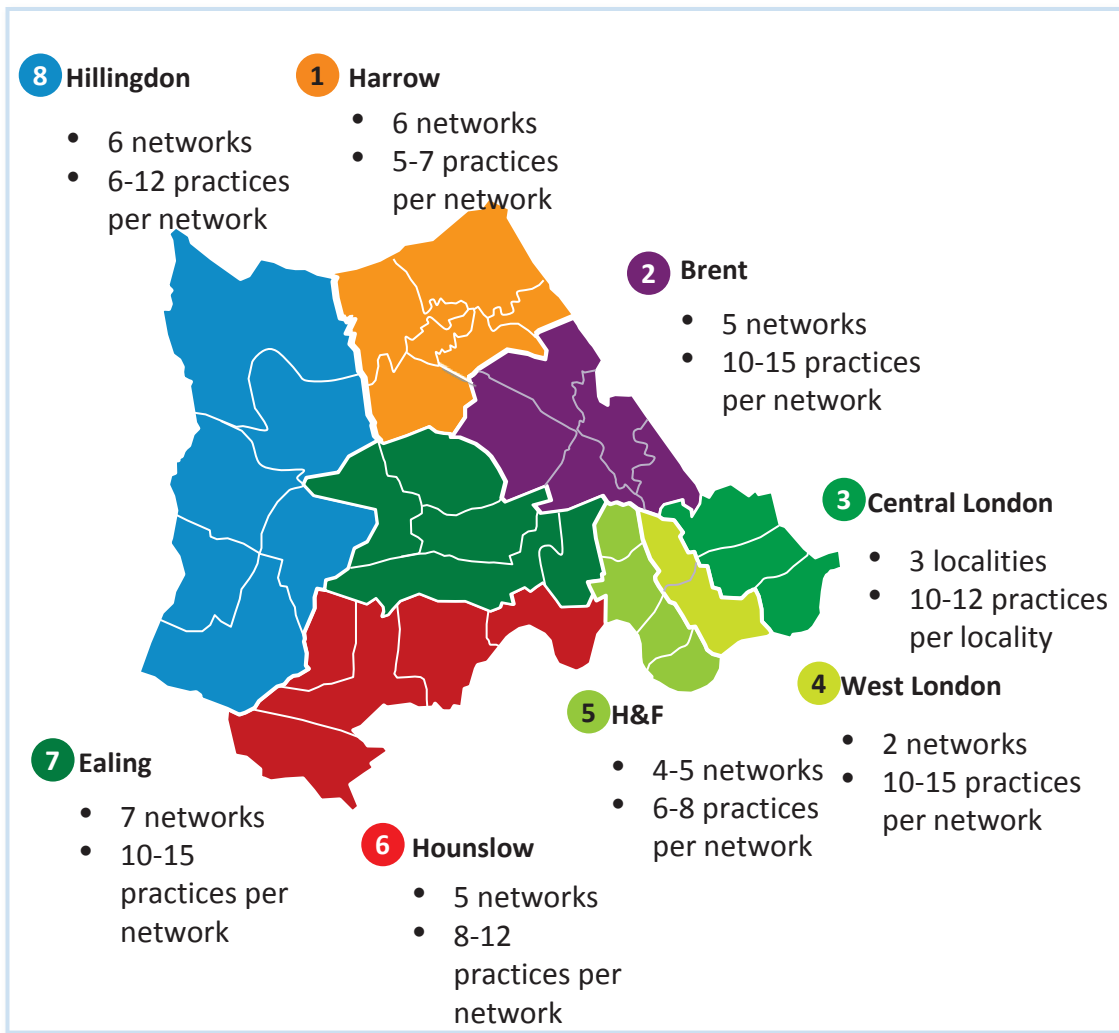 8 Hillingdon
• 6 networks
• 6-12 practices
per network
1 Harrow
• 6 networks
• 5-7 practices
per network
2 Brent
• 5 networks
• 10-15 practices
per network
3 Central London
• 3 localities
• 10-12 practices
per locality
4 West London
• 2 networks
• 10-15 practices
per network
5 H&F
• 4-5 networks
• 6-8 practices
per network
6 Hounslow
• 5 networks
• 8-12
practices per
network
7 Ealing
• 7 networks
• 10-15
practices per
network